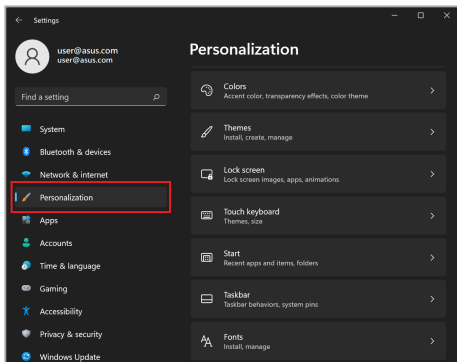 Settings
user@asus.com
user@asus.com
Find a setting
System
Bluetooth & devices
Network & internet
Personalization
Apps
Accounts
Time & language
Gaming
Accessibility
Privacy & security
Windows Update
Personalization
Colors
Accent color, transparency effects, color theme
Themes
Install, create, manage
Lock screen
Lock screen images, apps, animations
Touch keyboard
Themes, size
Start
Recent apps and items, folders
Taskbar
Taskbar behaviors, system pins
Fonts
Install, manage